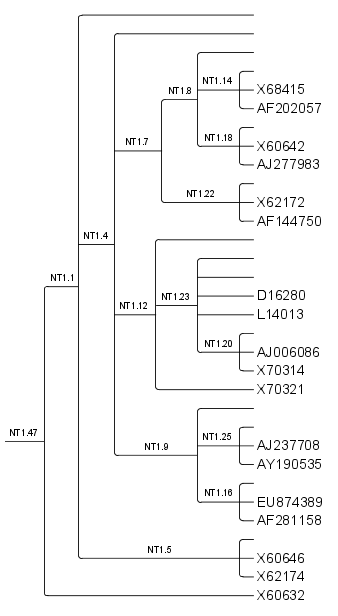 NT1.14
NT1.8
X68415
AF202057
NT1.18
NT1.7
X60642
AJ277983
NT1.22
X62172
AF144750
NT1.4
NT1.1
NT1.23
D16280
NT1.12
L14013
NT1.20
AJ006086
X70314
X70321
NT1.47
NT1.25
NT1.9
AJ237708
AY190535
NT1.16
EU874389
AF281158
NT1.5
X60646
X62174
X60632